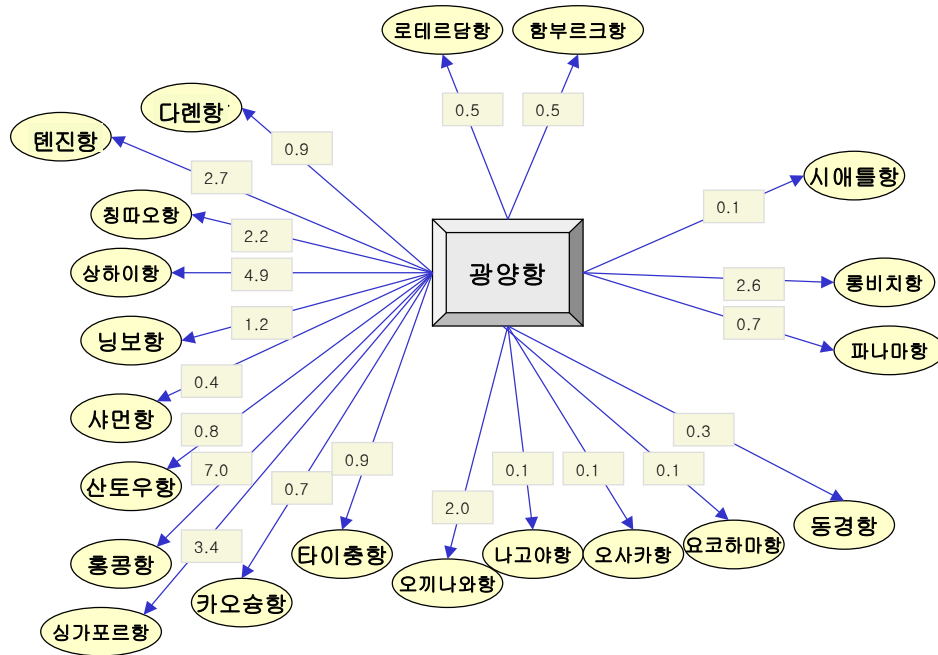 로테르담항
함부르크항
다롄항
0.5
0.5
톈진항
0.9
2.7
시애틀항
칭따오항
0.1
2.2
상하이항
4.9
광양항
2.6
롱비치항
닝보항
1.2
0.7
파나마항
0.4
샤먼항
0.8
0.3
산토우항
7.0
0.9
0.1
0.1
0.1
0.7
2.0
동경항
홍콩항
3.4
타이충항
나고야항
오사카항
요코하마항
오끼나와항
카오슝항
싱가포르항